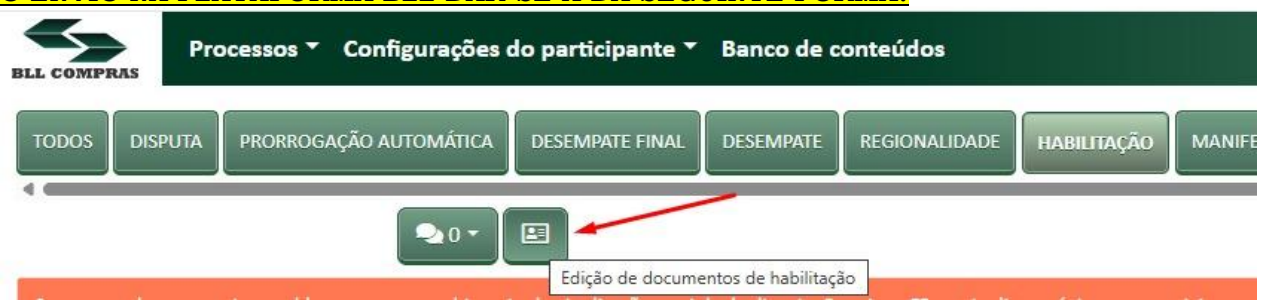 BLL COMPRAS
Processos Configurações do participante Banco de conteúdos
TODOS DISPUTA PRORROGAÇÃO AUTOMÁTICA DESEMPATE FINAL DESEMPATE REGIONALIDADE HABILITAÇÃO MANIFE
0
Edição de documentos de habilitação